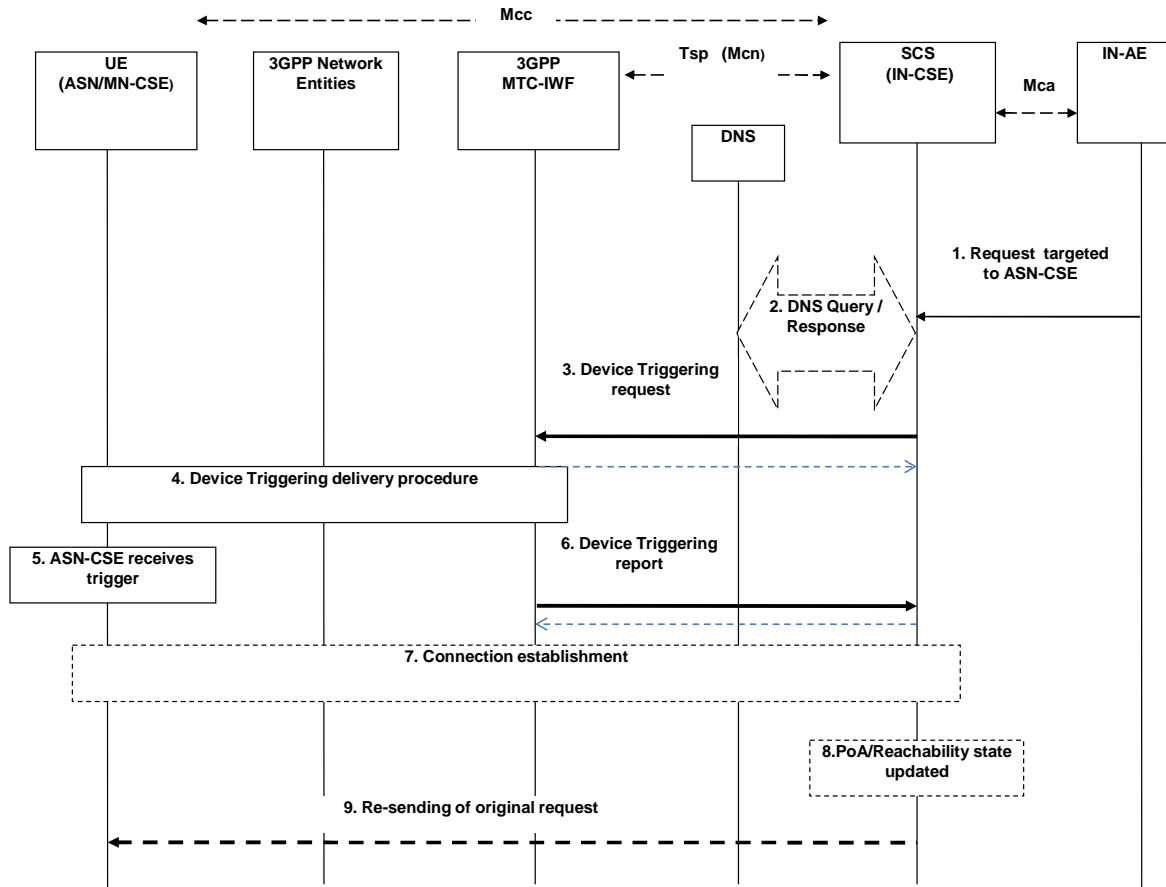 Mcc
UE
(ASN/MN-CSE)
3GPP Network
Entities
3GPP
MTC-IWF
Tsp (Mcn)
SCS
(IN-CSE)
Mca
IN-AE
DNS
1. Request targeted
to ASN-CSE
2. DNS Query /
Response
3. Device Triggering
request
4. Device Triggering delivery procedure
5. ASN-CSE receives
trigger
6. Device Triggering
report
7. Connection establishment
8.PoA/Reachability state
updated
9. Re-sending of original request